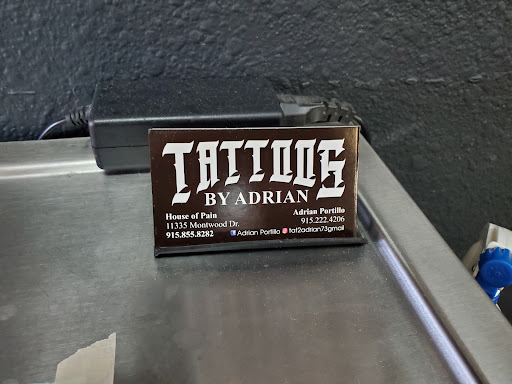 TATTOOS
BY ADRIAN
House of Pain Adrian Portillo
11335 Montwood Dr. 915.222.4206
915.855.8282 Adrian Portillo tat2adrian73gmail